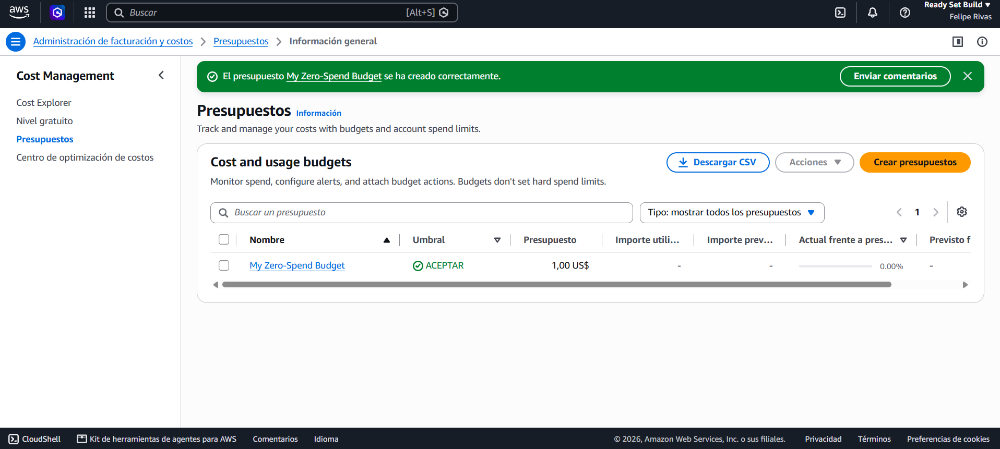 aws
Buscar
[Alt+S]
Ready Set Build
Felipe Rivas
Administración de facturación y costos
Presupuestos
Información general
Cost Management
Cost Explorer
Nivel gratuito
Presupuestos
Centro de optimización de costos
El presupuesto My Zero-Spend Budget se ha creado correctamente.
Enviar comentarios
Presupuestos Información
Track and manage your costs with budgets and account spend limits.
Cost and usage budgets
Descargar CSV
Acciones
Crear presupuestos
Monitor spend, configure alerts, and attach budget actions. Budgets don't set hard spend limits.
Buscar un presupuesto
Tipo: mostrar todos los presupuestos
1
Nombre
Umbral
Presupuesto
Importe utili...
Importe prev...
Actual frente a pres...
Previsto f
My Zero-Spend Budget
ACEPTAR
1,00 US$
-
-
0.00%
-
CloudShell
Kit de herramientas de agentes para AWS
Comentarios
Idioma
© 2026, Amazon Web Services, Inc. o sus filiales.
Privacidad
Términos
Preferencias de cookies